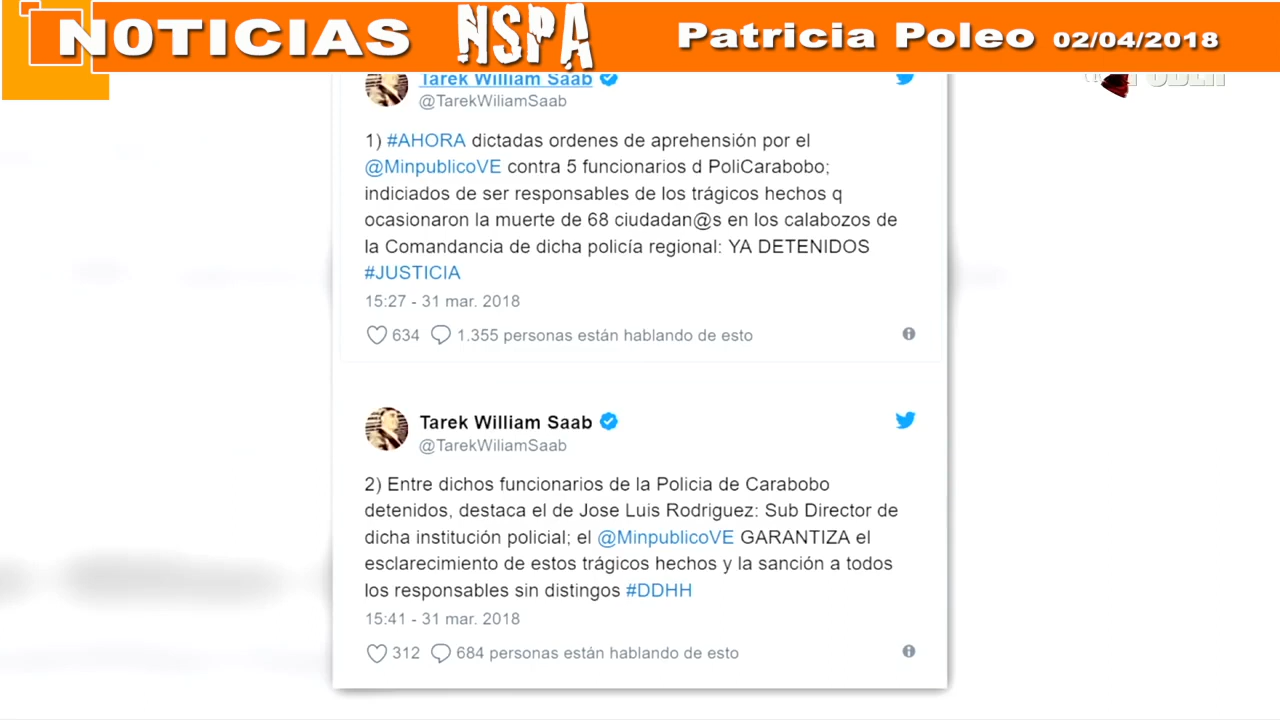 NOTICIAS NSPA Patricia Poleo 02/04/2018
Tarek William Saab
@TarekWiliamSaab
1) #AHORA dictadas ordenes de aprehensión por el
@MinpublicoVE contra 5 funcionarios d PoliCarabobo;
indiciados de ser responsables de los trágicos hechos q
ocasionaron la muerte de 68 ciudadan@s en los calabozos de
la Comandancia de dicha policía regional: YA DETENIDOS
#JUSTICIA
15:27 - 31 mar. 2018
634 1.355 personas están hablando de esto
Tarek William Saab
@TarekWiliamSaab
2) Entre dichos funcionarios de la Policia de Carabobo
detenidos, destaca el de Jose Luis Rodriguez: Sub Director de
dicha institución policial; el @MinpublicoVE GARANTIZA el
esclarecimiento de estos trágicos hechos y la sanción a todos
los responsables sin distingos #DDHH
15:41 - 31 mar. 2018
312 684 personas están hablando de esto